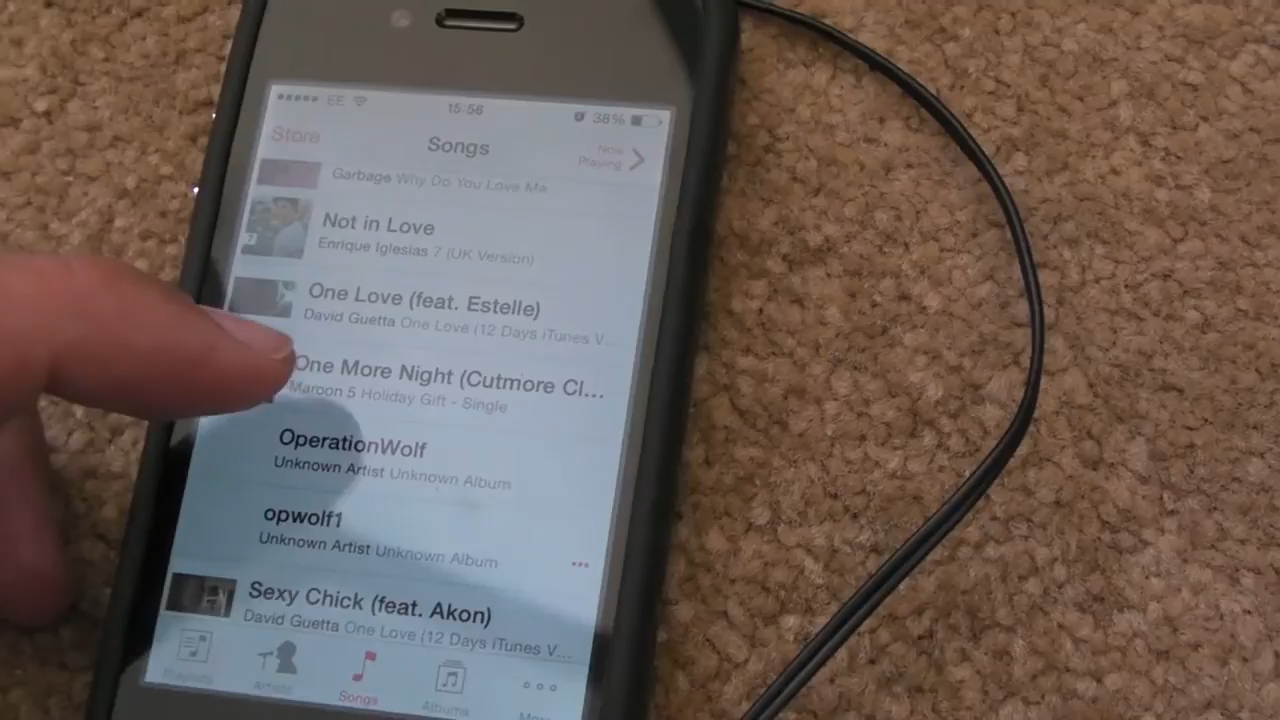 EE 15:56 38%
Store Songs Now Playing
Garbage Why Do You Love Me
Not in Love
Enrique Iglesias 7 (UK Version)
One Love (feat. Estelle)
David Guetta One Love (12 Days iTunes V...
One More Night (Cutmore Cl...
Maroon 5 Holiday Gift - Single
OperationWolf
Unknown Artist Unknown Album
opwolf1
Unknown Artist Unknown Album
Sexy Chick (feat. Akon)
David Guetta One Love (12 Days iTunes V...
Playlists Artists Songs Albums More